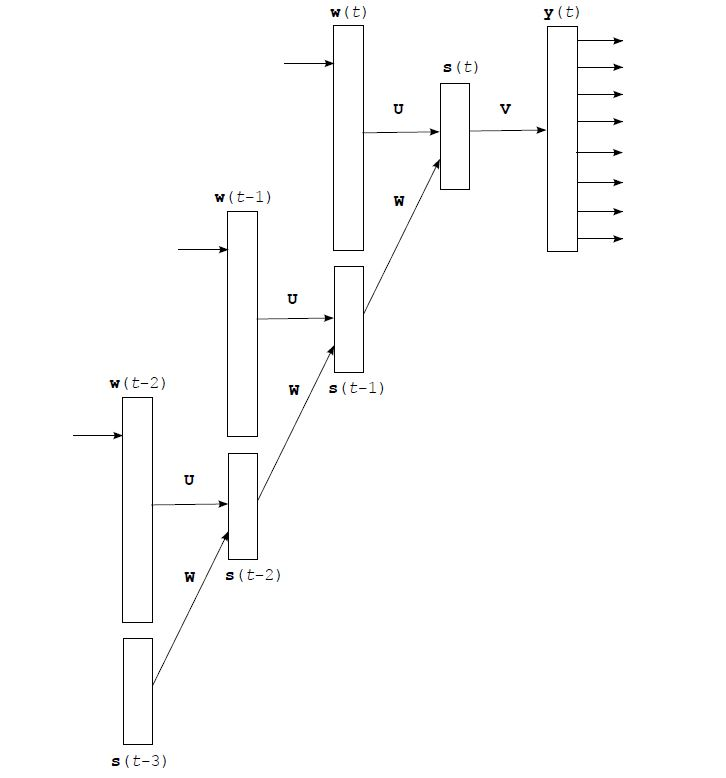 w(t)
y(t)
s(t)
U
V
W
w(t-1)
U
W
s(t-1)
w(t-2)
U
W
s(t-2)
s(t-3)